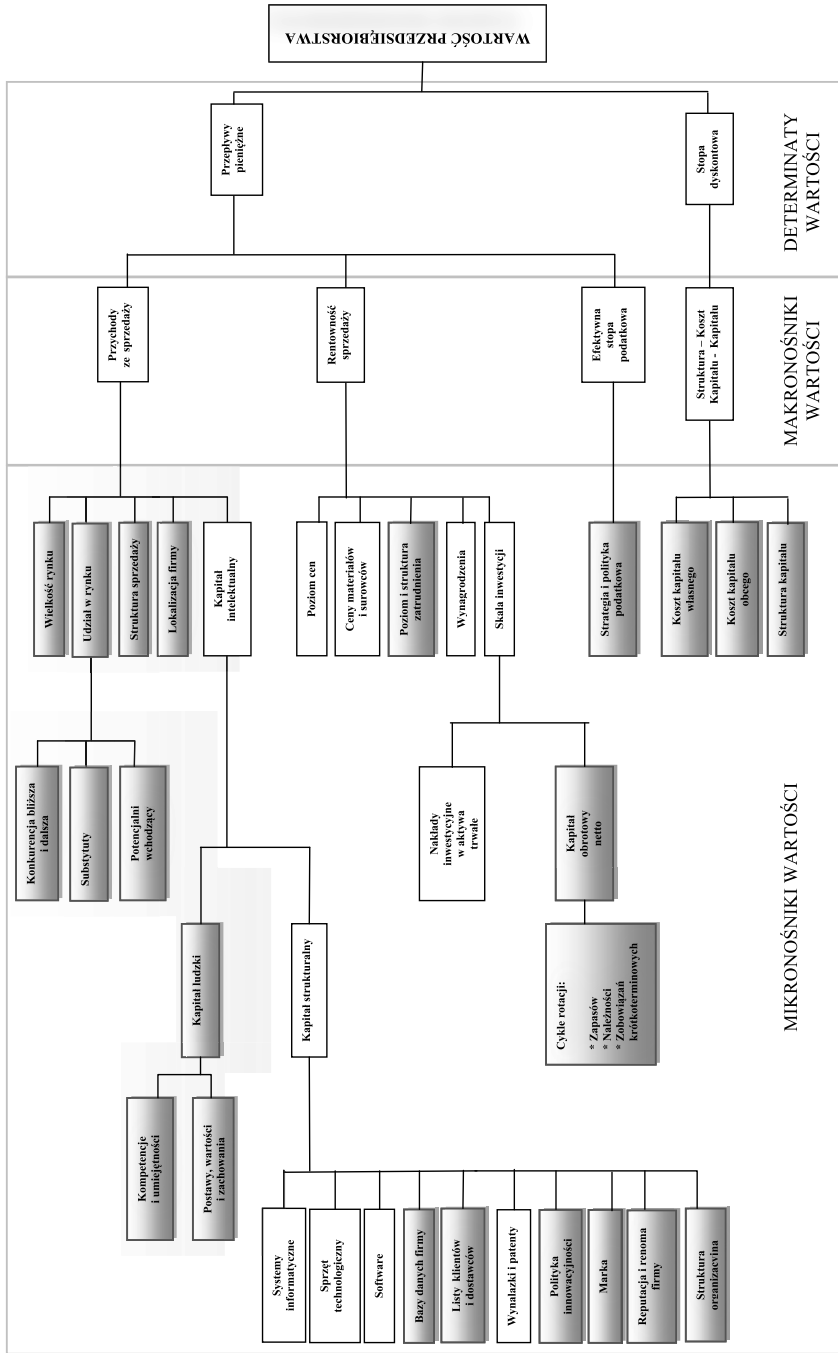 WARTOŚĆ PRZEDSIĘBIORSTWA
DETERMINATY
WARTOŚCI
Przepływy
pieniężne
Stopa
dyskontowa
MAKRONOŚNIKI
WARTOŚCI
Przychody
ze sprzedaży
Rentowność
sprzedaży
Efektywna
stopa
podatkowa
Struktura – Koszt
Kapitału - Kapitału
MIKRONOŚNIKI WARTOŚCI
Wielkość rynku
Udział w rynku
Struktura sprzedaży
Lokalizacja firmy
Kapitał
intelektualny
Poziom cen
Ceny materiałów
i surowców
Poziom i struktura
zatrudnienia
Wynagrodzenia
Skala inwestycji
Strategia i polityka
podatkowa
Koszt kapitału
własnego
Koszt kapitału
obcego
Struktura kapitału
Konkurencja bliższa
i dalsza
Substytuty
Potencjalni
wchodzący
Nakłady
inwestycyjne
w aktywa
trwałe
Kapitał
obrotowy
netto
Kapitał ludzki
Kapitał strukturalny
Cykle rotacji:
* Zapasów
* Należności
* Zobowiązań
krótkoterminowych
Kompetencje
i umiejętności
Postawy, wartości
i zachowania
Systemy
informatyczne
Sprzęt
technologiczny
Software
Bazy danych firmy
Listy klientów
i dostawców
Wynalazki i patenty
Polityka
innowacyjności
Marka
Reputacja i renoma
firmy
Struktura
organizacyjna